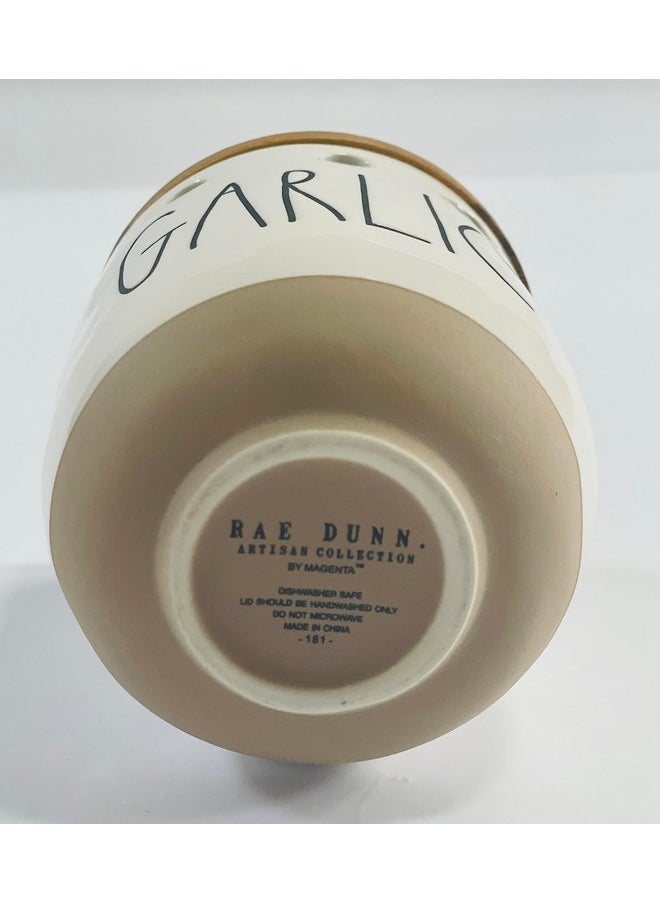 GARLIC
RAE DUNN.
ARTISAN COLLECTION
BY MAGENTA™
DISHWASHER SAFE
LID SHOULD BE HANDWASHED ONLY
DO NOT MICROWAVE
MADE IN CHINA
- 181 -